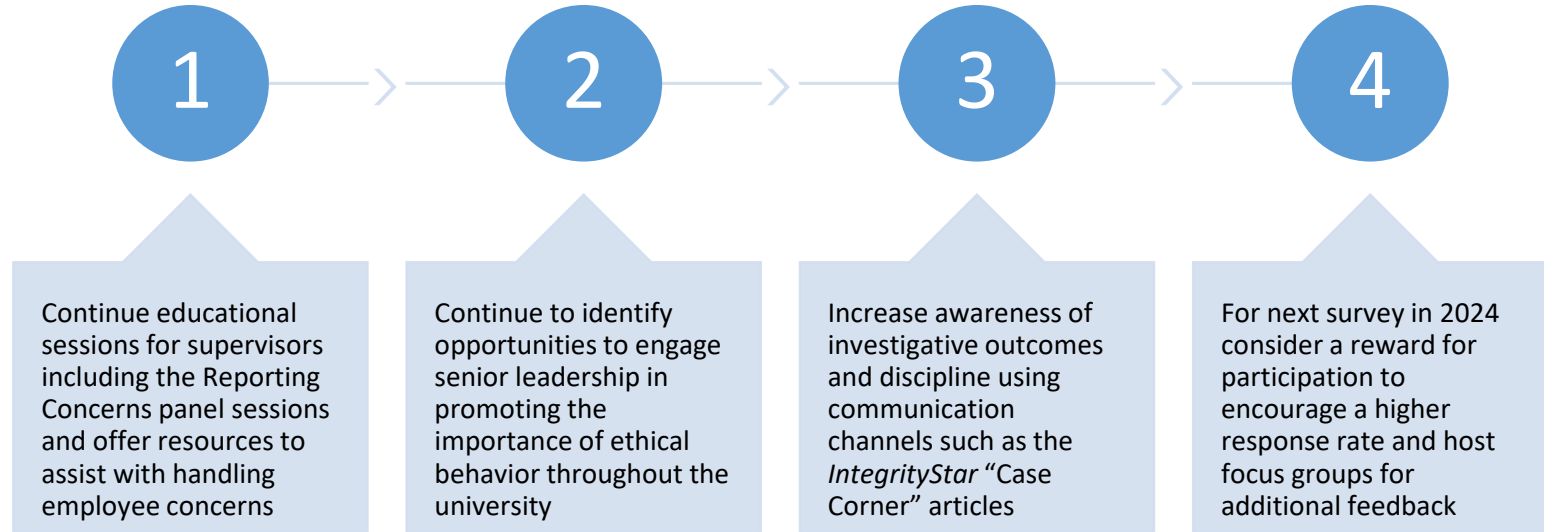 1
Continue educational
sessions for supervisors
including the Reporting
Concerns panel sessions
and offer resources to
assist with handling
employee concerns
2
Continue to identify
opportunities to engage
senior leadership in
promoting the
importance of ethical
behavior throughout the
university
3
Increase awareness of
investigative outcomes
and discipline using
communication
channels such as the
IntegrityStar “Case
Corner” articles
4
For next survey in 2024
consider a reward for
participation to
encourage a higher
response rate and host
focus groups for
additional feedback